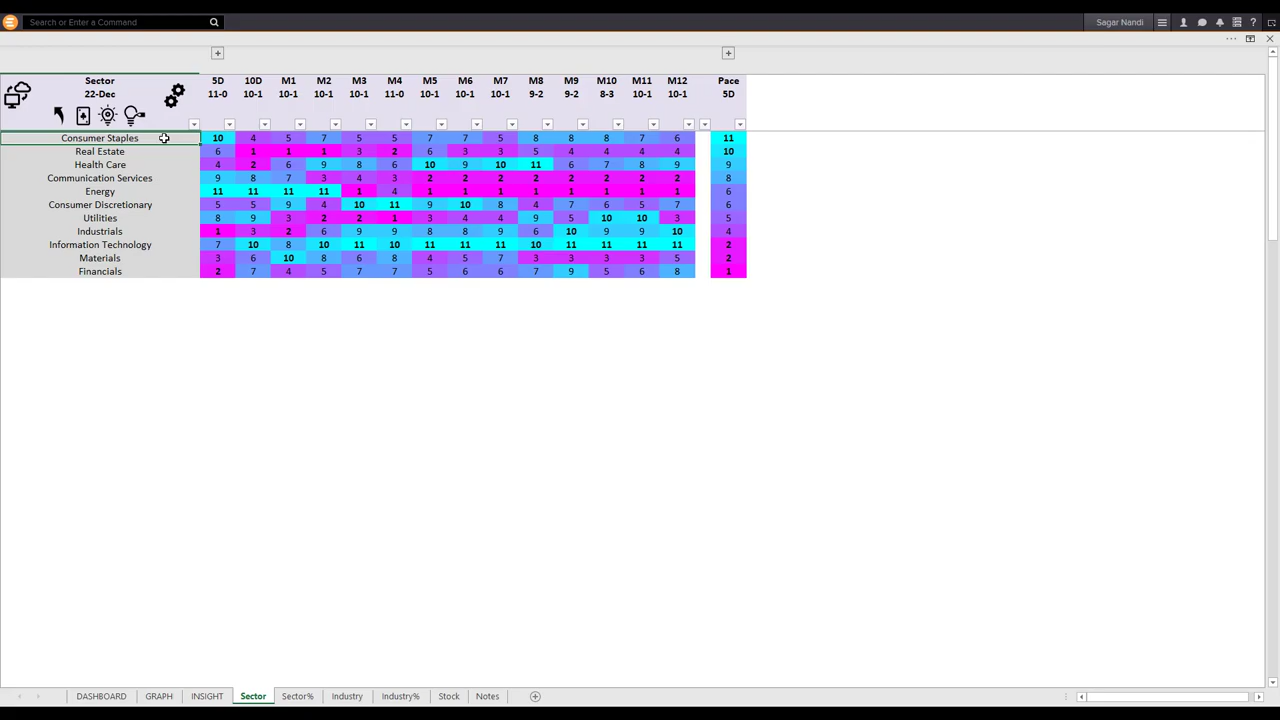 Search or Enter a Command
Sagar Nandi
Sector 5D 10D M1 M2 M3 M4 M5 M6 M7 M8 M9 M10 M11 M12 Pace
22-Dec 11-0 10-1 10-1 10-1 10-1 11-0 10-1 10-1 10-1 9-2 9-2 8-3 10-1 10-1 5D
Consumer Staples 10 4 5 7 5 5 7 7 5 8 8 8 7 6 11
Real Estate 6 1 1 1 3 2 6 3 3 5 4 4 4 4 10
Health Care 4 2 6 9 8 6 10 9 10 11 6 7 8 9 9
Communication Services 9 8 7 3 4 3 2 2 2 2 2 2 2 2 8
Energy 11 11 11 11 1 4 1 1 1 1 1 1 1 1 6
Consumer Discretionary 5 5 9 4 10 11 9 10 8 4 7 6 5 7 6
Utilities 8 9 3 2 2 1 3 4 4 9 5 10 10 3 5
Industrials 1 3 2 6 9 9 8 8 9 6 10 9 9 10 4
Information Technology 7 10 8 10 11 10 11 11 11 10 11 11 11 11 2
Materials 3 6 10 8 6 8 4 5 7 3 3 3 3 5 2
Financials 2 7 4 5 7 7 5 6 6 7 9 5 6 8 1
DASHBOARD GRAPH INSIGHT Sector Sector% Industry Industry% Stock Notes